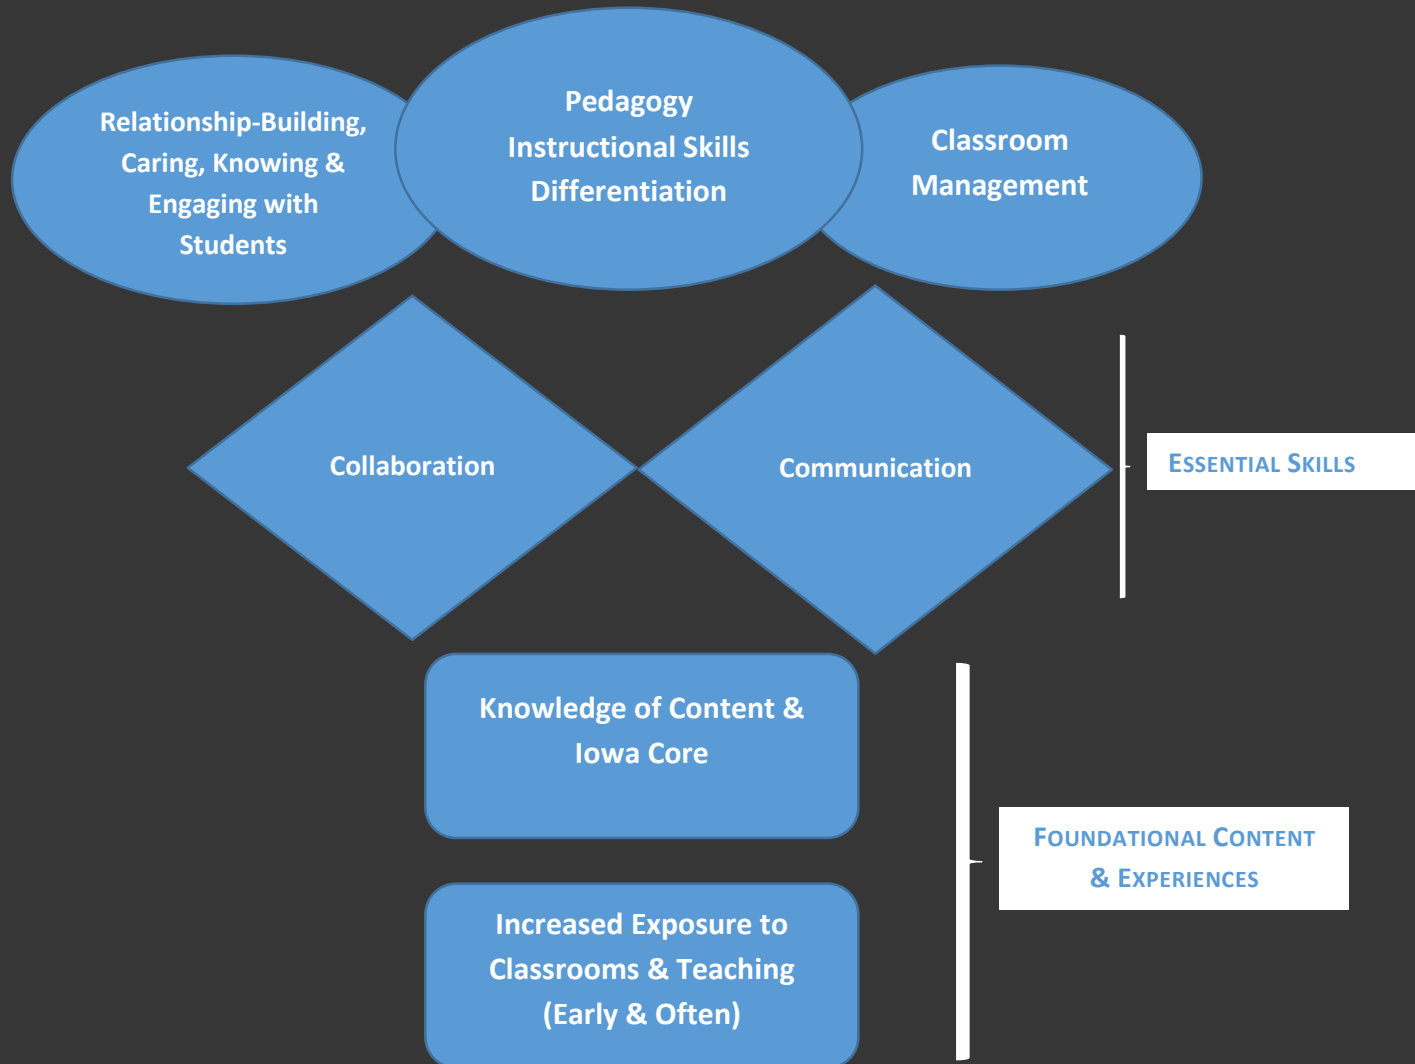 Relationship-Building,
Caring, Knowing &
Engaging with
Students
Pedagogy
Instructional Skills
Differentiation
Classroom
Management
Collaboration
Communication
ESSENTIAL SKILLS
Knowledge of Content &
Iowa Core
FOUNDATIONAL CONTENT
& EXPERIENCES
Increased Exposure to
Classrooms & Teaching
(Early & Often)